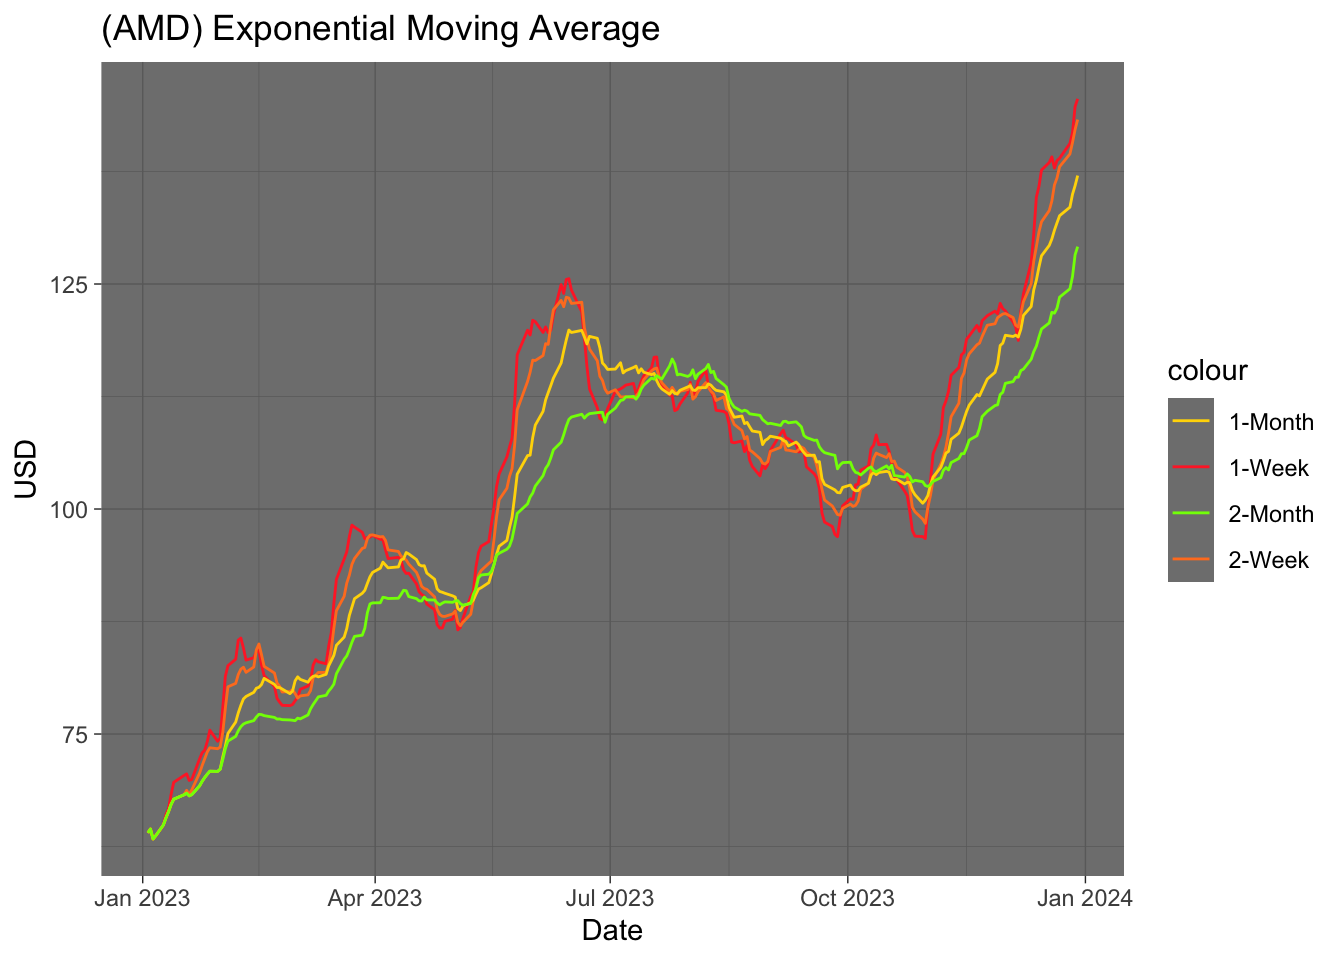 (AMD) Exponential Moving Average
USD
125
100
75
Jan 2023
Apr 2023
Jul 2023
Oct 2023
Jan 2024
Date
colour
1-Month
1-Week
2-Month
2-Week